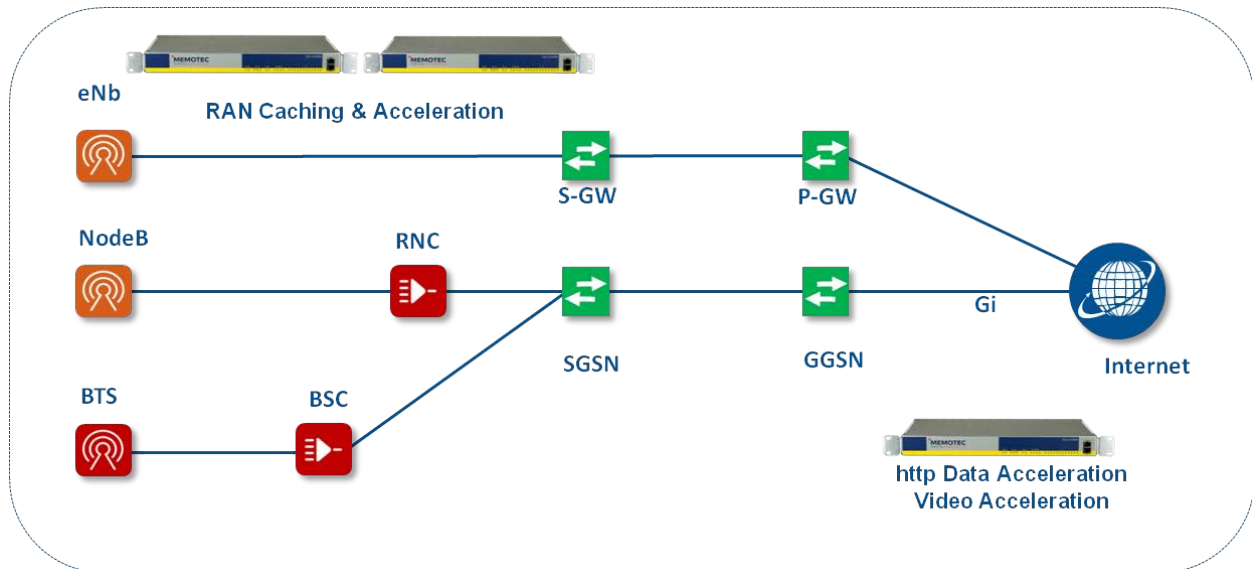 MEMOTEC
MEMOTEC
eNb
RAN Caching & Acceleration
S-GW
P-GW
NodeB
RNC
Gi
SGSN
GGSN
Internet
BTS
BSC
MEMOTEC
http Data Acceleration
Video Acceleration